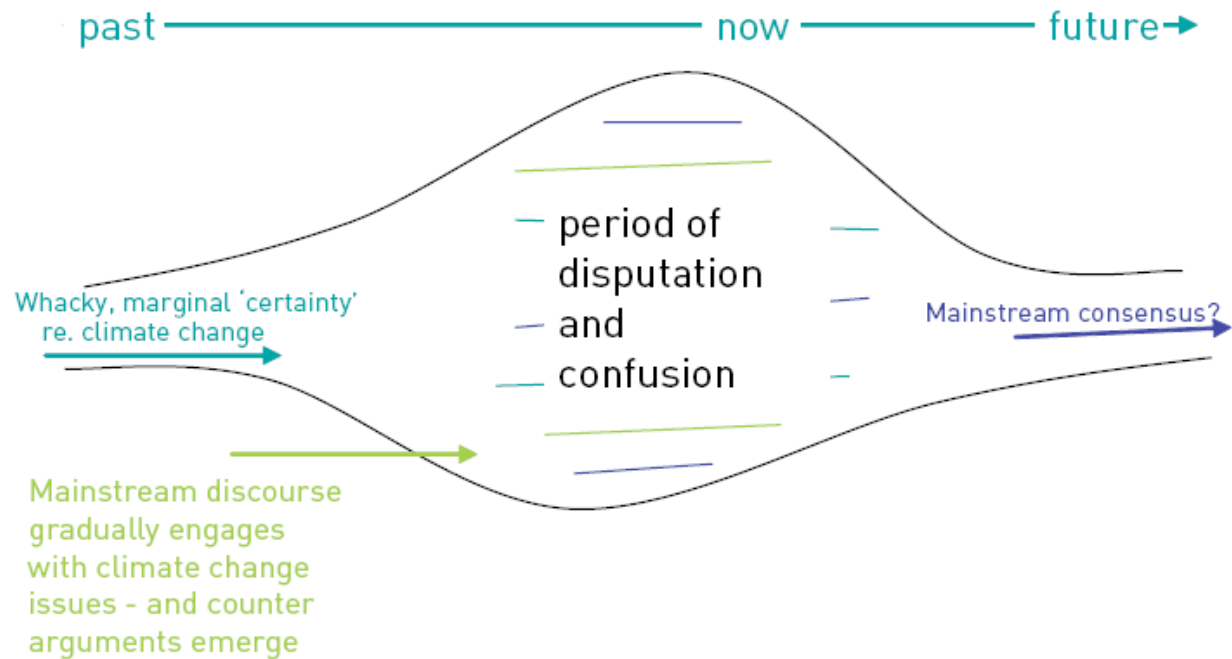 past now future
period of
disputation
and
confusion
Whacky, marginal ‘certainty’
re. climate change
Mainstream consensus?
Mainstream discourse
gradually engages
with climate change
issues - and counter
arguments emerge